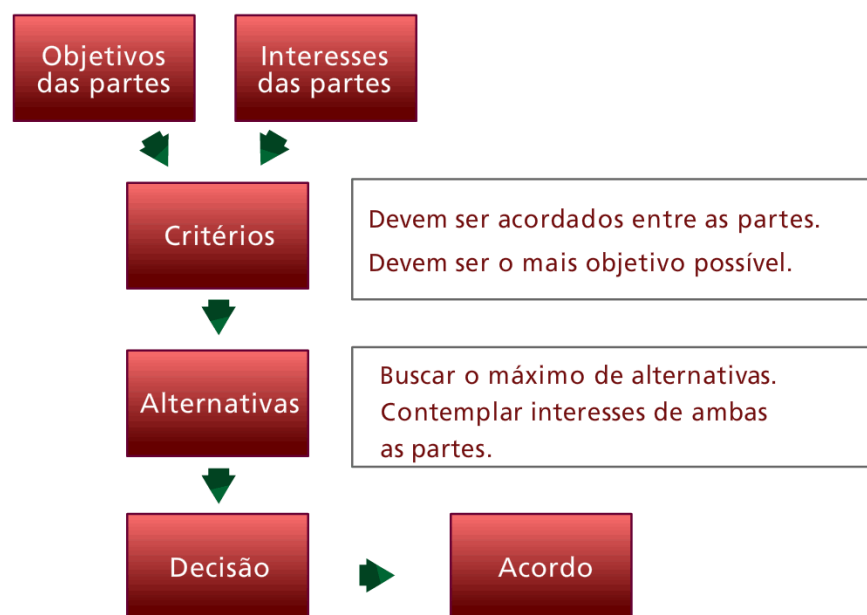 Objetivos
das partes
Interesses
das partes
Critérios
Devem ser acordados entre as partes.
Devem ser o mais objetivo possível.
Alternativas
Buscar o máximo de alternativas.
Contemplar interesses de ambas
as partes.
Decisão
Acordo